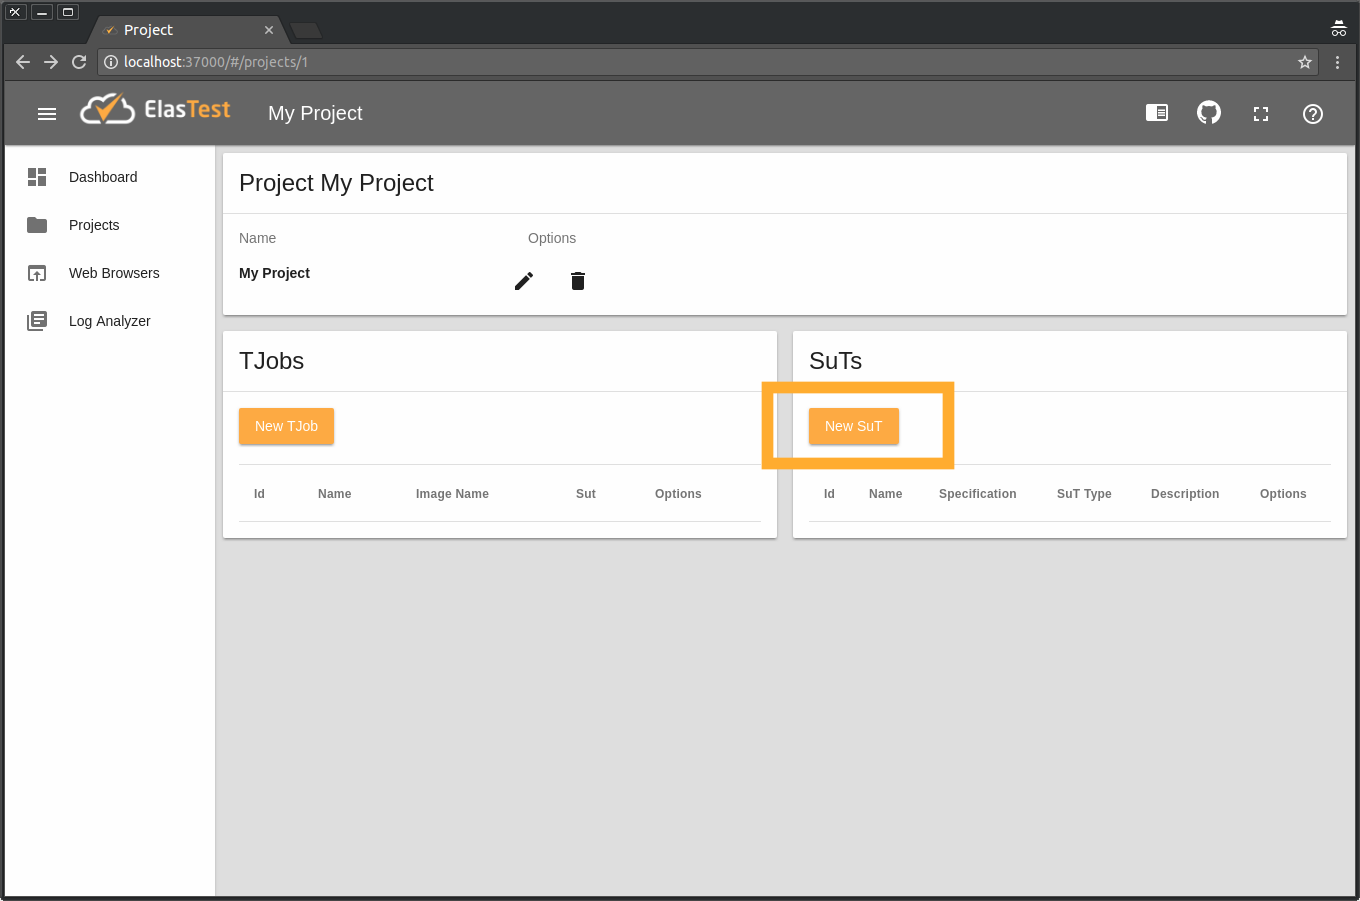 Project
localhost:37000/#/projects/1
ElasTest
My Project
Dashboard
Projects
Web Browsers
Log Analyzer
Project My Project
Name Options
My Project
TJobs
New TJob
Id Name Image Name Sut Options
SuTs
New SuT
Id Name Specification SuT Type Description Options